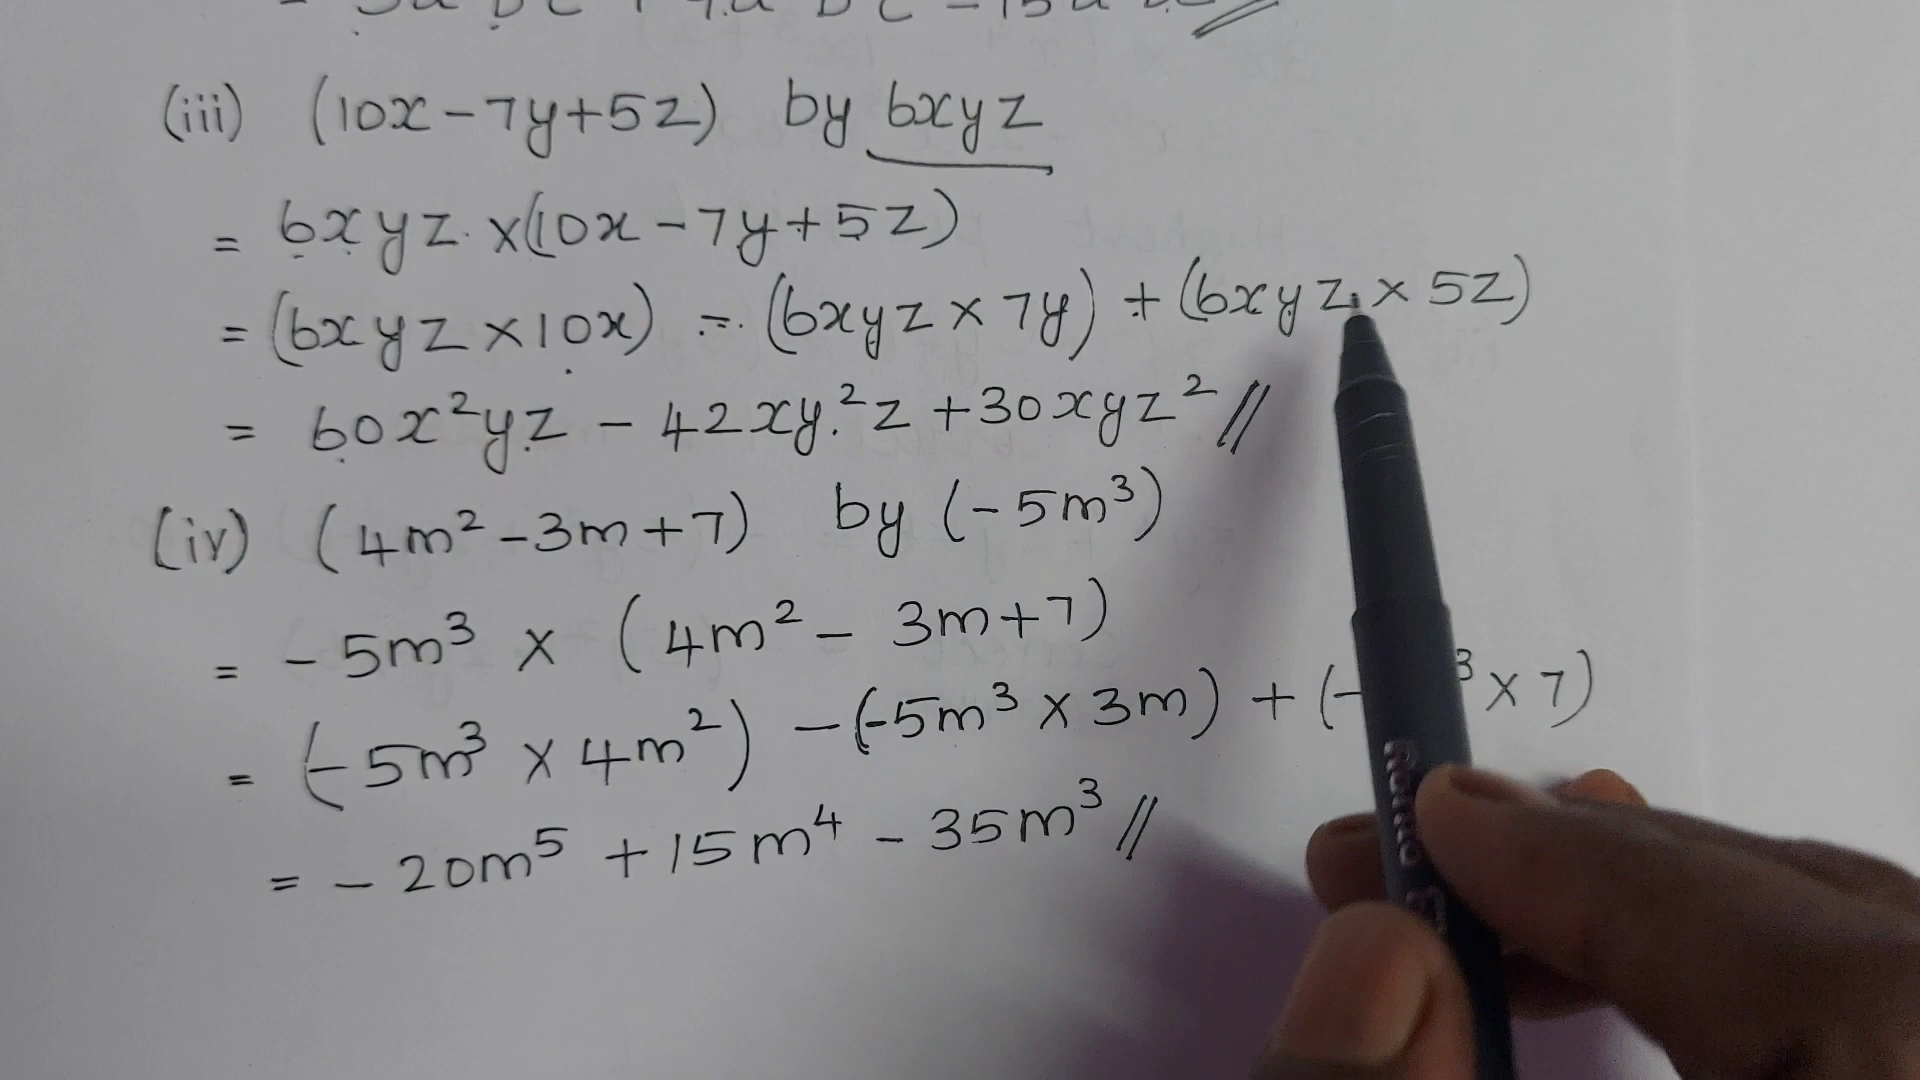 (iii) (10x-7y+5z) by 6xyz
= 6xyz ×(10x-7y+5z)
= (6xyz×10x) - (6xyz×7y) + (6xyz×5z)
= 60x²yz - 42xy²z +30xyz² //
(iv) (4m²-3m+7) by (-5m³)
= -5m³ × (4m²- 3m+7)
= (-5m³ × 4m²) -(-5m³ × 3m) + (- ³ × 7)
= - 20m⁵ +15m⁴ - 35m³ //